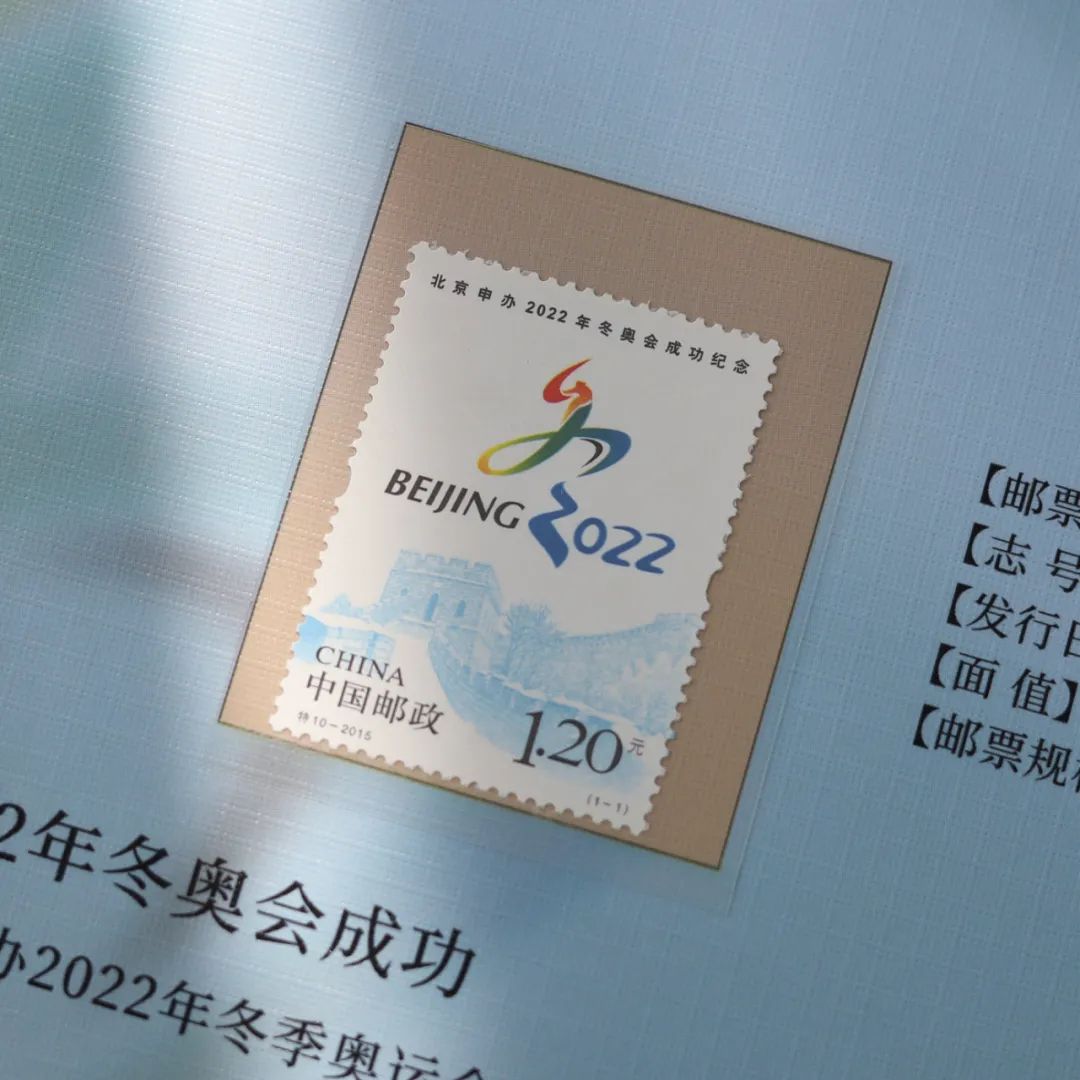 北京申办2022年冬奥会成功纪念
BEIJING 2022
CHINA
中国邮政
特10-2015
1.20元
(1-1)
【邮票
【志 号
【发行日
【面 值】
【邮票规格
2年冬奥会成功
办2022年冬季奥运会